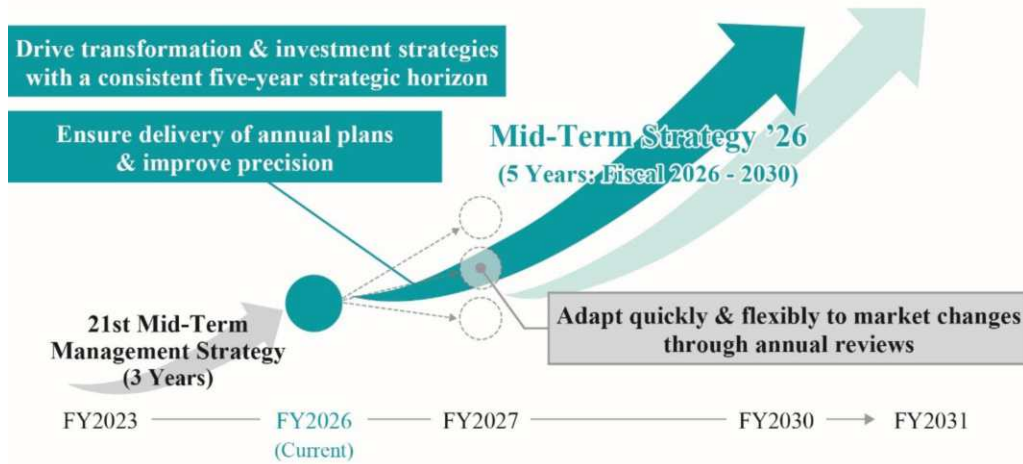 Drive transformation & investment strategies
with a consistent five-year strategic horizon
Ensure delivery of annual plans
& improve precision
Mid-Term Strategy ’26
(5 Years: Fiscal 2026 - 2030)
21st Mid-Term
Management Strategy
(3 Years)
Adapt quickly & flexibly to market changes
through annual reviews
FY2023
FY2026
(Current)
FY2027
FY2030
FY2031